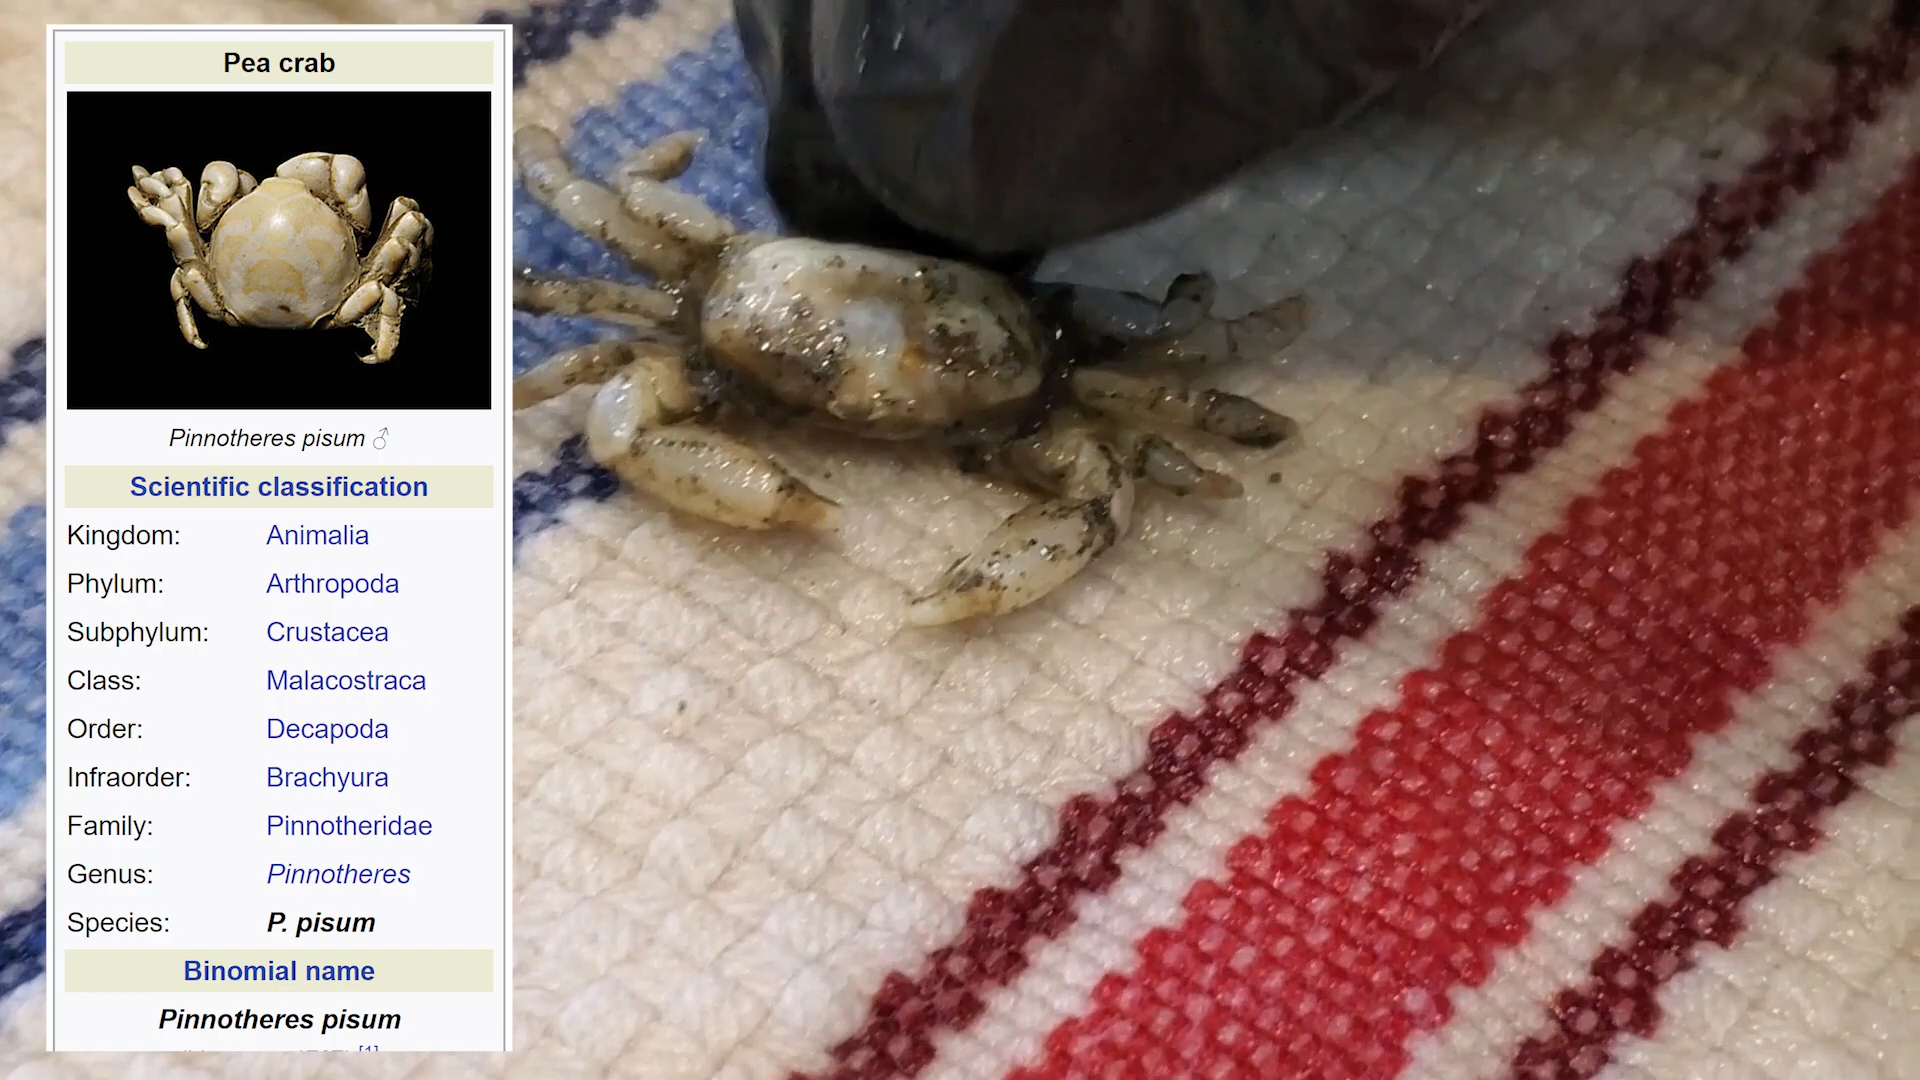 Pea crab
Pinnotheres pisum ♂
Scientific classification
Kingdom: Animalia
Phylum: Arthropoda
Subphylum: Crustacea
Class: Malacostraca
Order: Decapoda
Infraorder: Brachyura
Family: Pinnotheridae
Genus: Pinnotheres
Species: P. pisum
Binomial name
Pinnotheres pisum
[1]